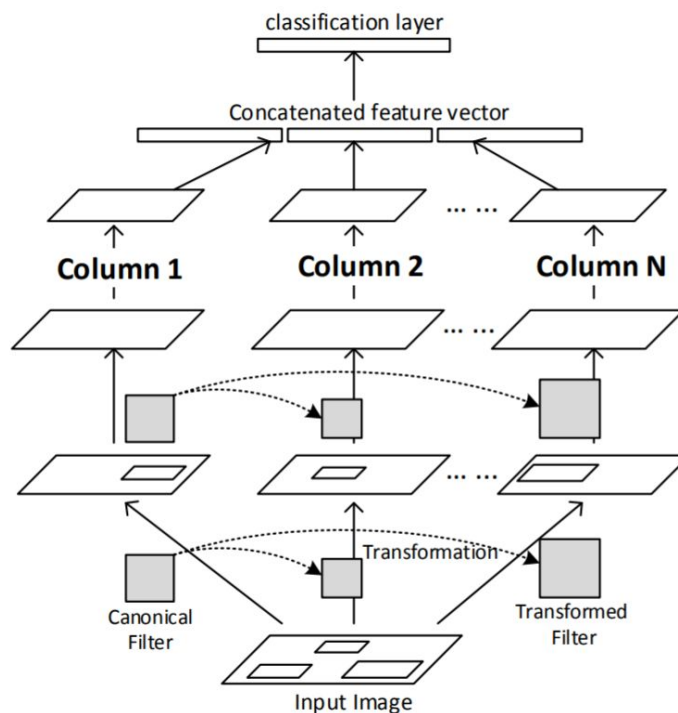 classification layer
Concatenated feature vector
... ...
Column 1 Column 2 Column N
... ...
... ...
Transformation
Canonical
Filter
Transformed
Filter
Input Image